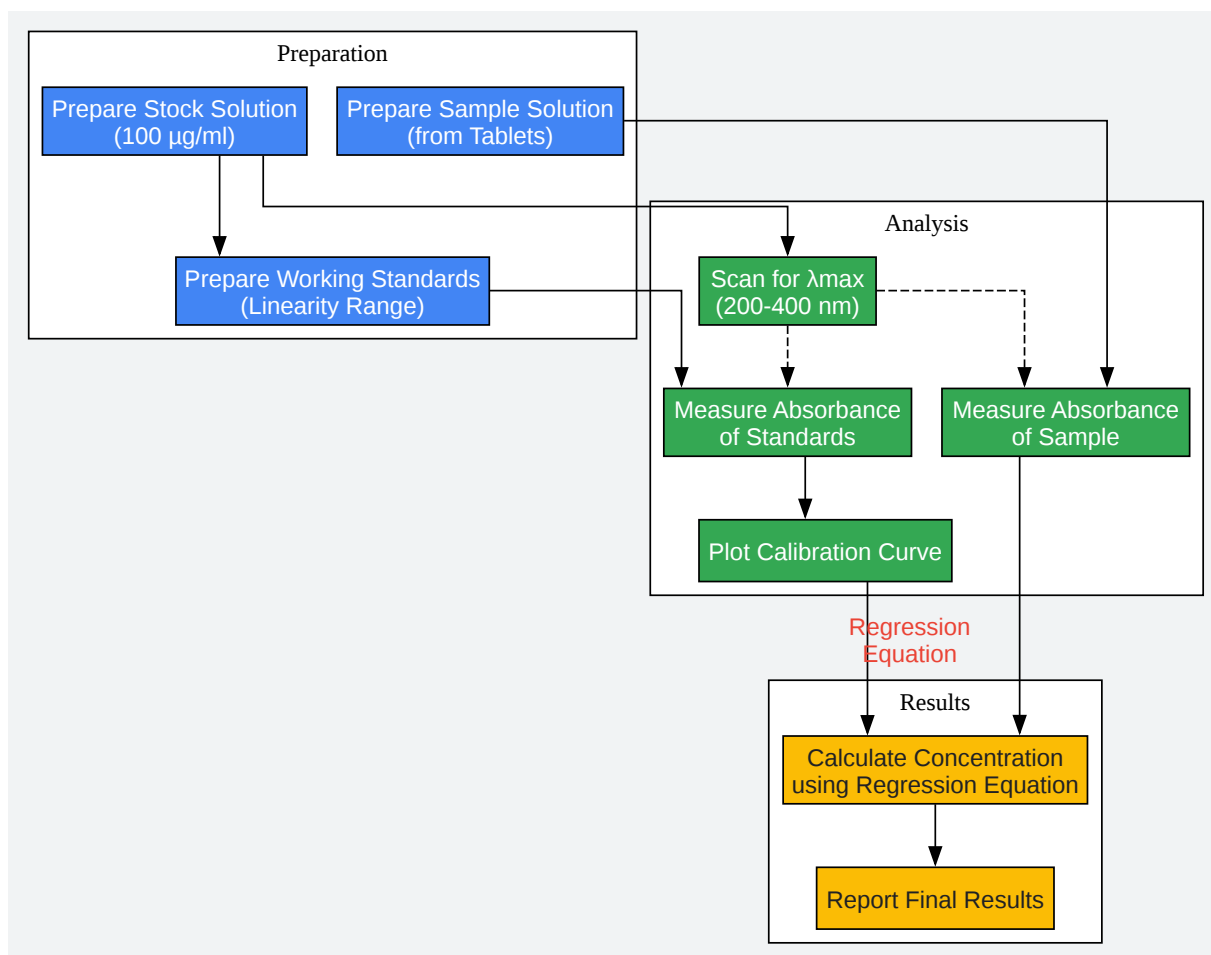 Preparation
Prepare Stock Solution
(100 µg/ml)
Prepare Sample Solution
(from Tablets)
Prepare Working Standards
(Linearity Range)
Analysis
Scan for λmax
(200-400 nm)
Measure Absorbance
of Standards
Measure Absorbance
of Sample
Plot Calibration Curve
Regression
Equation
Results
Calculate Concentration
using Regression Equation
Report Final Results